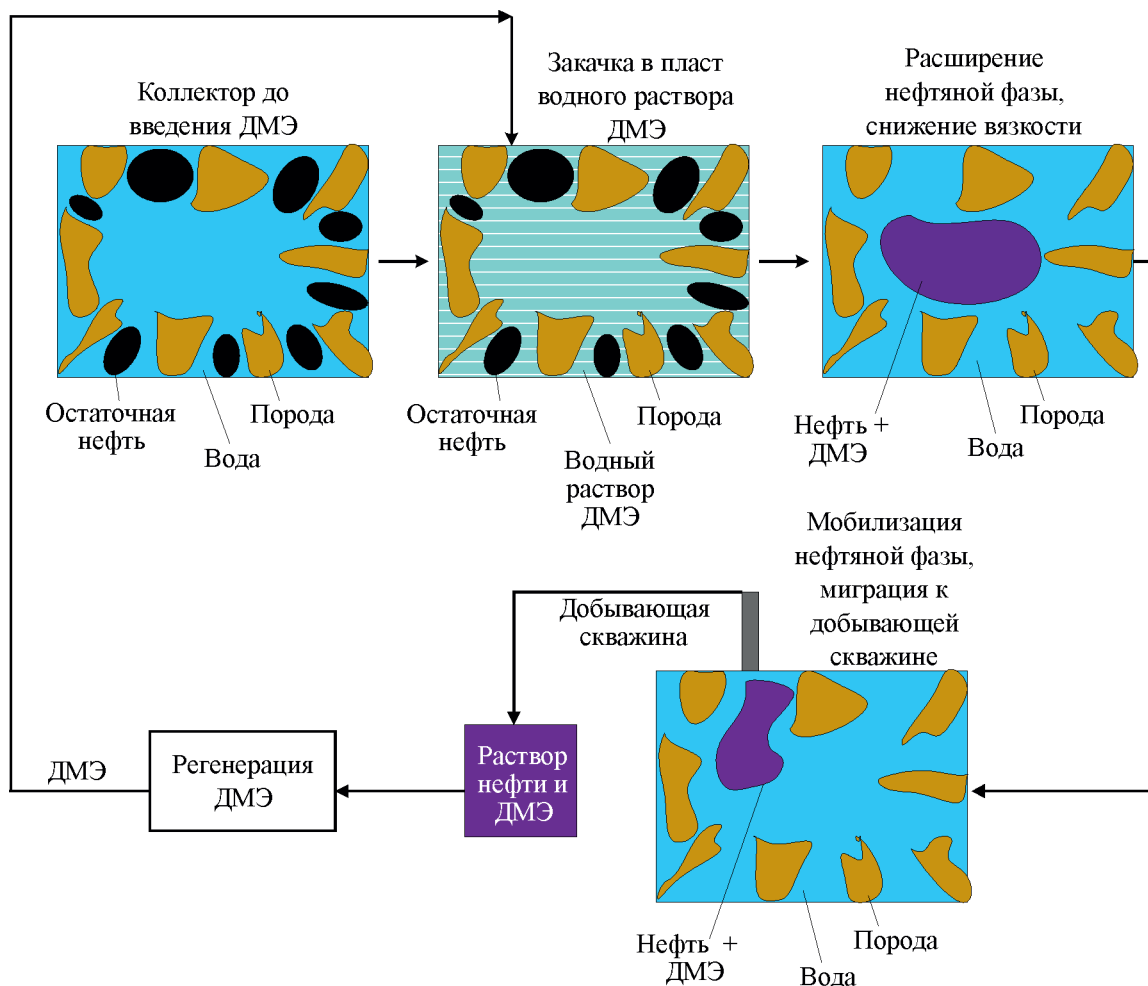 Коллектор до
введения ДМЭ
Закачка в пласт
водного раствора
ДМЭ
Расширение
нефтяной фазы,
снижение вязкости
Остаточная
нефть
Вода
Порода
Остаточная
нефть
Водный
раствор
ДМЭ
Порода
Нефть +
ДМЭ
Вода
Порода
Мобилизация
нефтяной фазы,
миграция к
добывающей
скважине
Добывающая
скважина
ДМЭ
Регенерация
ДМЭ
Раствор
нефти и
ДМЭ
Нефть +
ДМЭ
Вода
Порода